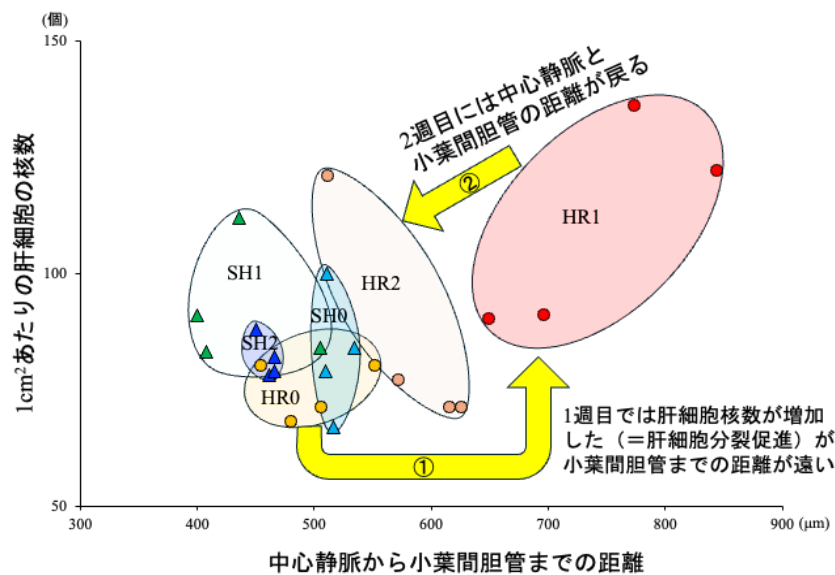 (個)
150
100
50
1cm²あたりの肝細胞の核数
2週目には中心静脈と
小葉間胆管の距離が戻る
②
HR1
SH1
HR2
SH0
SH2
HR0
①
1週目では肝細胞核数が増加
した（＝肝細胞分裂促進）が
小葉間胆管までの距離が遠い
300 400 500 600 700 800 900 (μm)
中心静脈から小葉間胆管までの距離